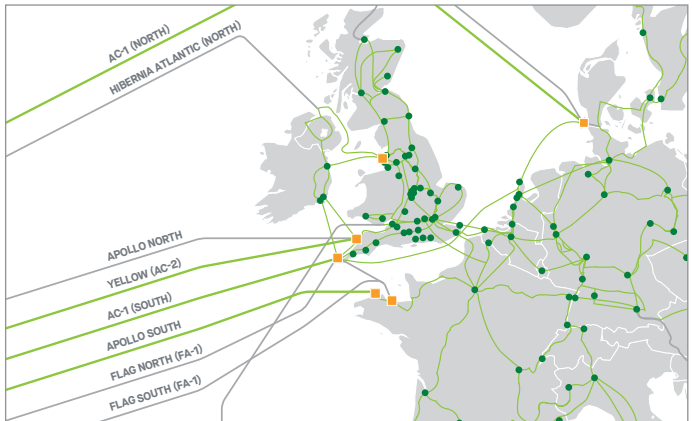 AC-1 (NORTH)
HIBERNIA ATLANTIC (NORTH)
APOLLO NORTH
YELLOW (AC-2)
AC-1 (SOUTH)
APOLLO SOUTH
FLAG NORTH (FA-1)
FLAG SOUTH (FA-1)